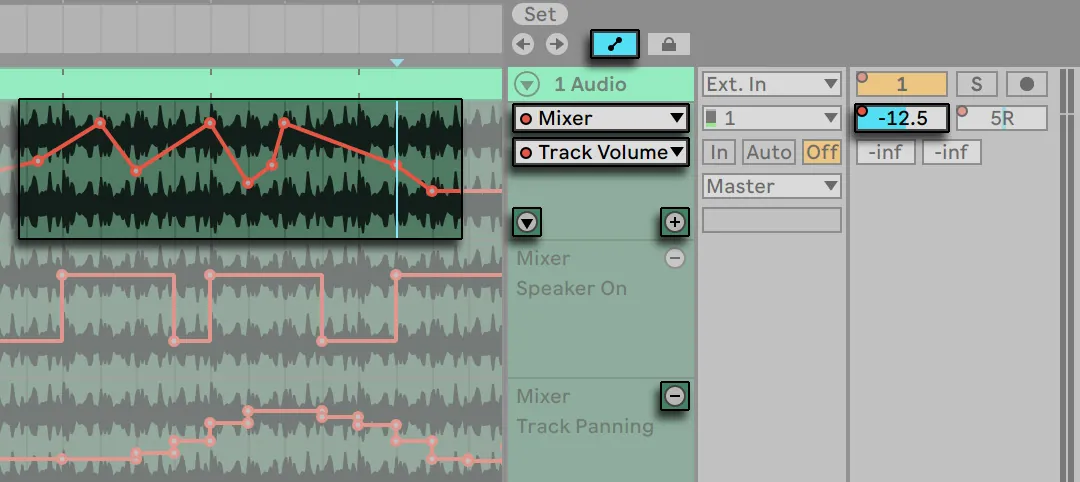 Set
1 Audio
Ext. In
1
S
Mixer
1
-12.5
5R
Track Volume
In
Auto
Off
-inf
-inf
Master
Mixer
Speaker On
Mixer
Track Panning